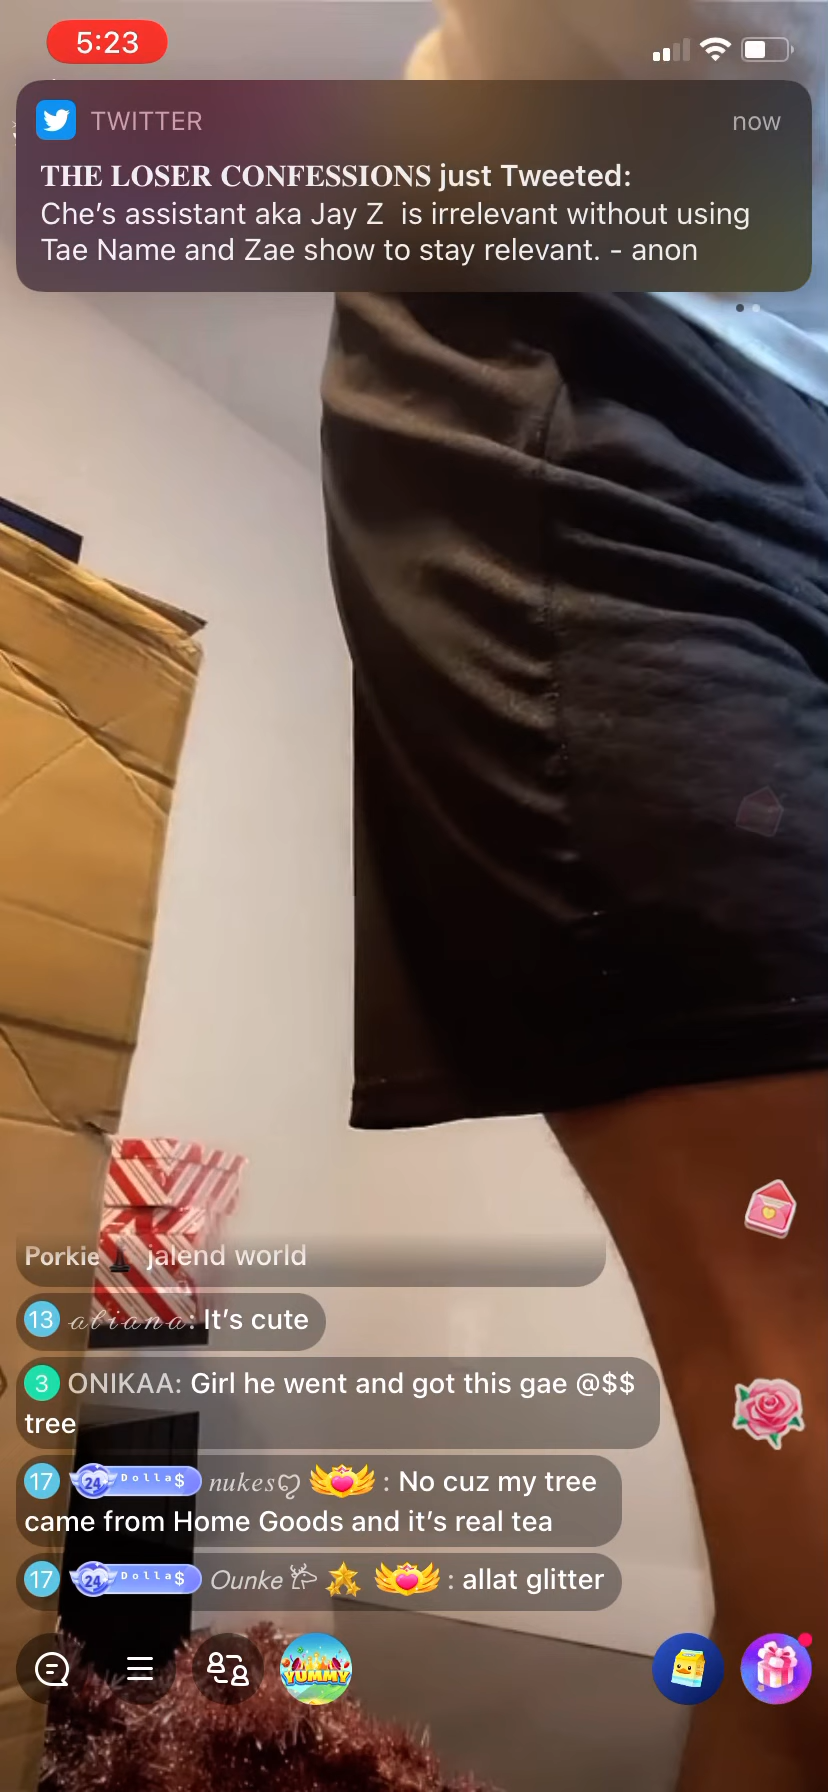 5:23
TWITTER now
THE LOSER CONFESSIONS just Tweeted:
Che's assistant aka Jay Z is irrelevant without using
Tae Name and Zae show to stay relevant. - anon
Porkie jalend world
13 aliana: It's cute
3 ONIKAA: Girl he went and got this gae @$$
tree
17 24 Dolla$ nukes : No cuz my tree
came from Home Goods and it's real tea
17 24 Dolla$ Ounke : allat glitter
YUMMY